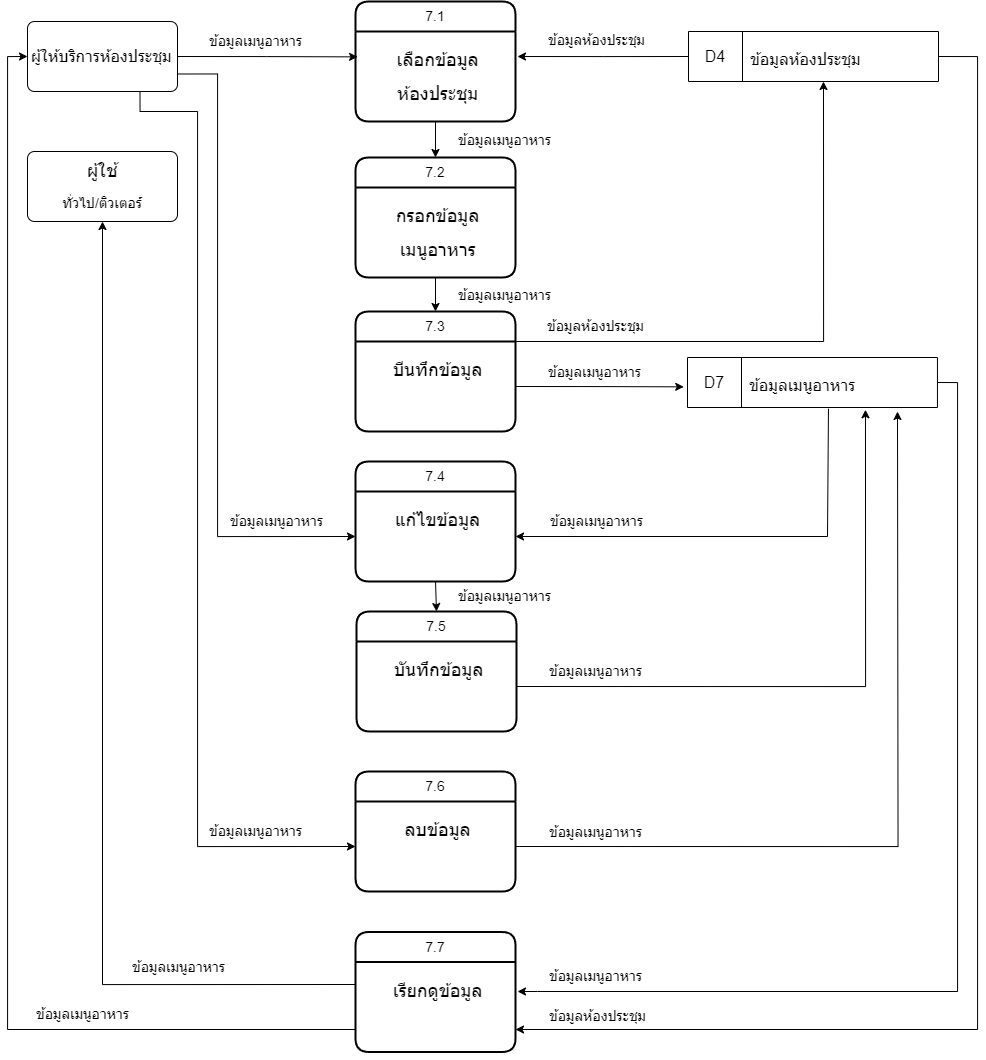 7.1
ผู้ให้บริการห้องประชุม
ข้อมูลเมนูอาหาร
เลือกข้อมูล
ห้องประชุม
ข้อมูลห้องประชุม
D4
ข้อมูลห้องประชุม
ข้อมูลเมนูอาหาร
ผู้ใช้
ทั่วไป/ติวเตอร์
7.2
กรอกข้อมูล
เมนูอาหาร
ข้อมูลเมนูอาหาร
7.3
บันทึกข้อมูล
ข้อมูลห้องประชุม
ข้อมูลเมนูอาหาร
D7
ข้อมูลเมนูอาหาร
7.4
แก้ไขข้อมูล
ข้อมูลเมนูอาหาร
ข้อมูลเมนูอาหาร
ข้อมูลเมนูอาหาร
7.5
บันทึกข้อมูล
ข้อมูลเมนูอาหาร
7.6
ลบข้อมูล
ข้อมูลเมนูอาหาร
ข้อมูลเมนูอาหาร
7.7
เรียกดูข้อมูล
ข้อมูลเมนูอาหาร
ข้อมูลเมนูอาหาร
ข้อมูลเมนูอาหาร
ข้อมูลห้องประชุม